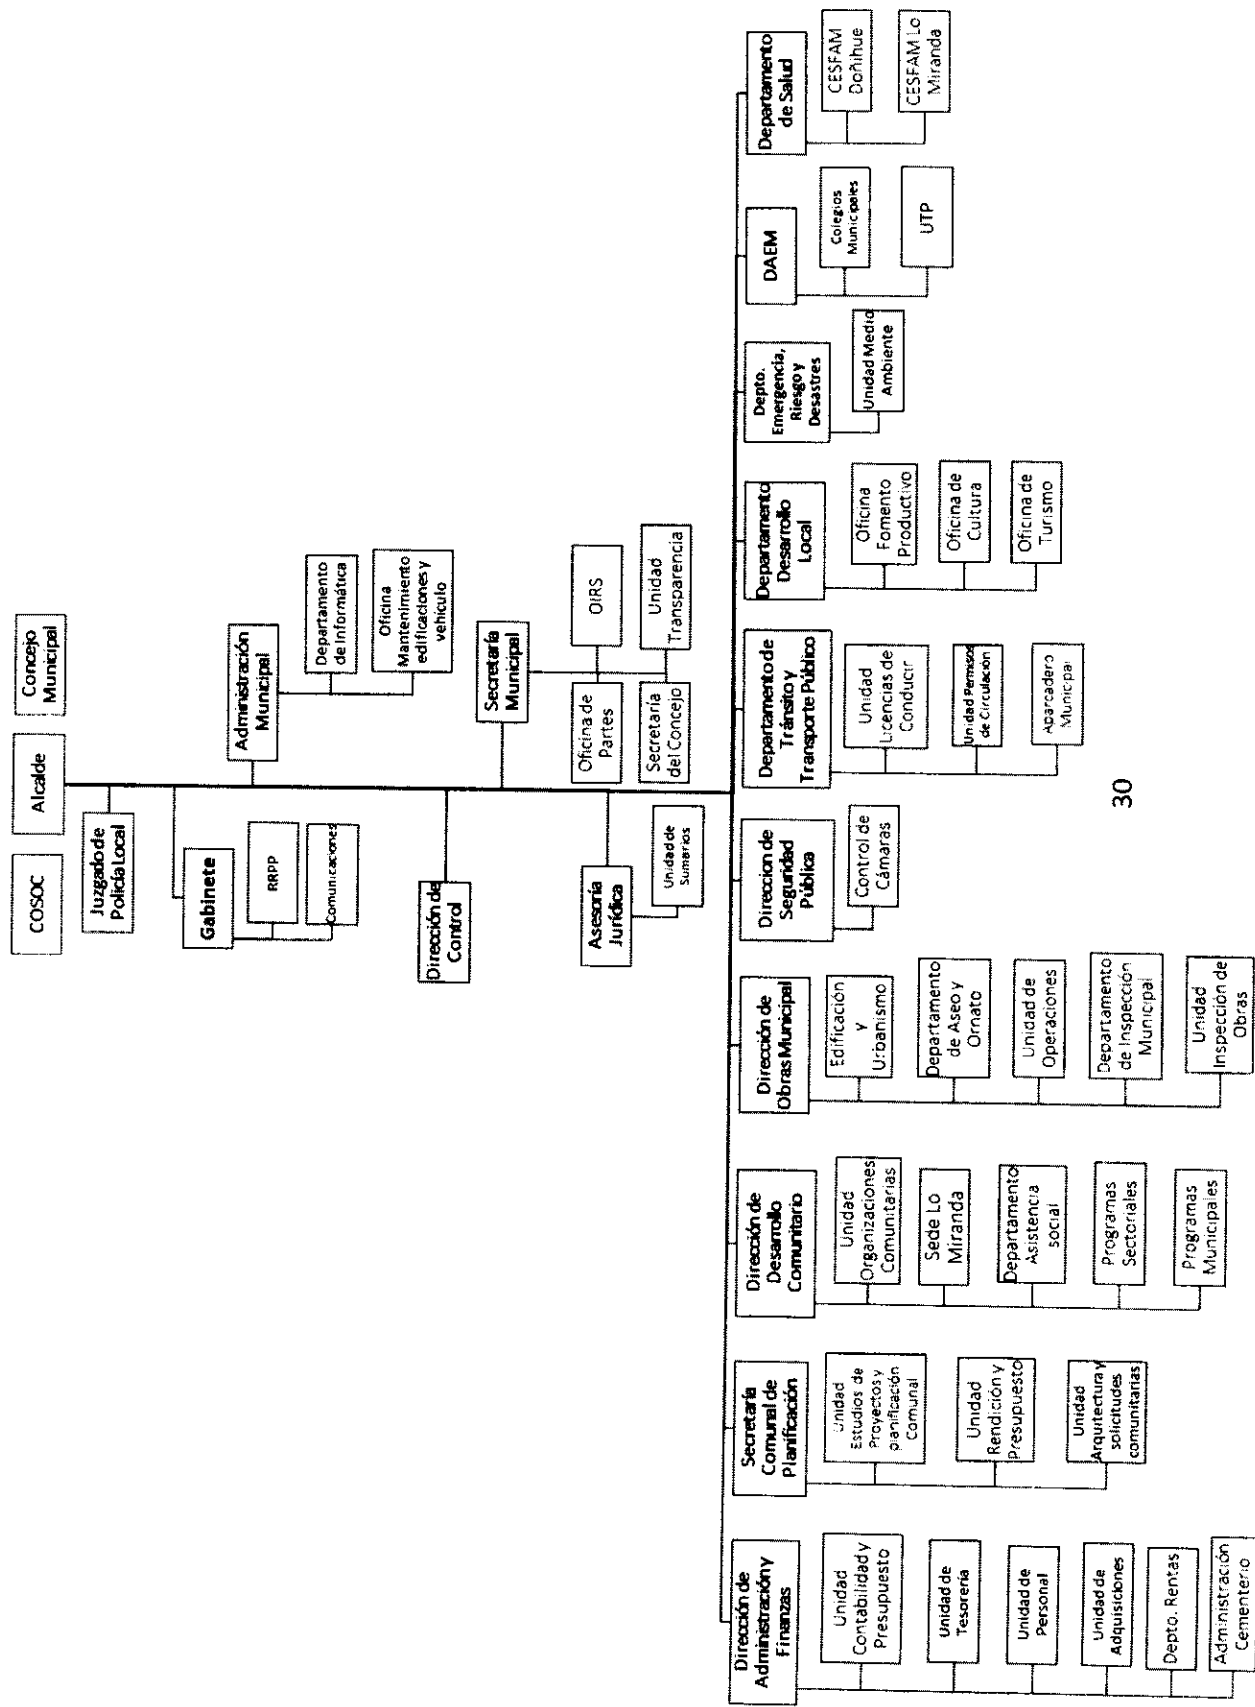 COSOC
Alcalde
Concejo
Municipal
Juzgado de
Policía Local
Gabinete
RRPP
Comunicaciones
Administración
Municipal
Departamento
de Informática
Oficina
Mantenimiento
edificaciones y
vehículo
Dirección de
Control
Secretaría
Municipal
Oficina de
Partes
OIRS
Secretaría
del Concejo
Unidad
Transparencia
Asesoría
Jurídica
Unidad de
Sumarios
Dirección de
Administración y
Finanzas
Unidad
Contabilidad y
Presupuesto
Unidad de
Tesorería
Unidad de
Personal
Unidad de
Adquisiciones
Depto. Rentas
Administración
Cementerio
Secretaría
Comunal de
Planificación
Unidad
Estudios de
Proyectos y
planificación
Comunal
Unidad
Rendición y
Presupuesto
Unidad
Arquitectura y
solicitudes
comunitarias
Dirección de
Desarrollo
Comunitario
Unidad
Organizaciones
Comunitarias
Sede Lo
Miranda
Departamento
Asistencia
social
Programas
Sectoriales
Programas
Municipales
Dirección de
Obras Municipal
Edificación
y
Urbanismo
Departamento
de Aseo y
Ornato
Unidad de
Operaciones
Departamento
de Inspección
Municipal
Unidad
Inspección de
Obras
Direccion de
Seguridad
Pública
Control de
Cámaras
Departamento de
Tránsito y
Transporte Público
Unidad
Licencias de
Conducir
Unidad Permisos
de Circulación
Aparcadero
Municipal
Departamento
Desarrollo
Local
Oficina
Fomento
Productivo
Oficina de
Cultura
Oficina de
Turismo
Depto.
Emergencia,
Riesgo y
Desastres
Unidad Medio
Ambiente
DAEM
Colegios
Municipales
UTP
Departamento
de Salud
CESFAM
Doñihue
CESFAM Lo
Miranda
30